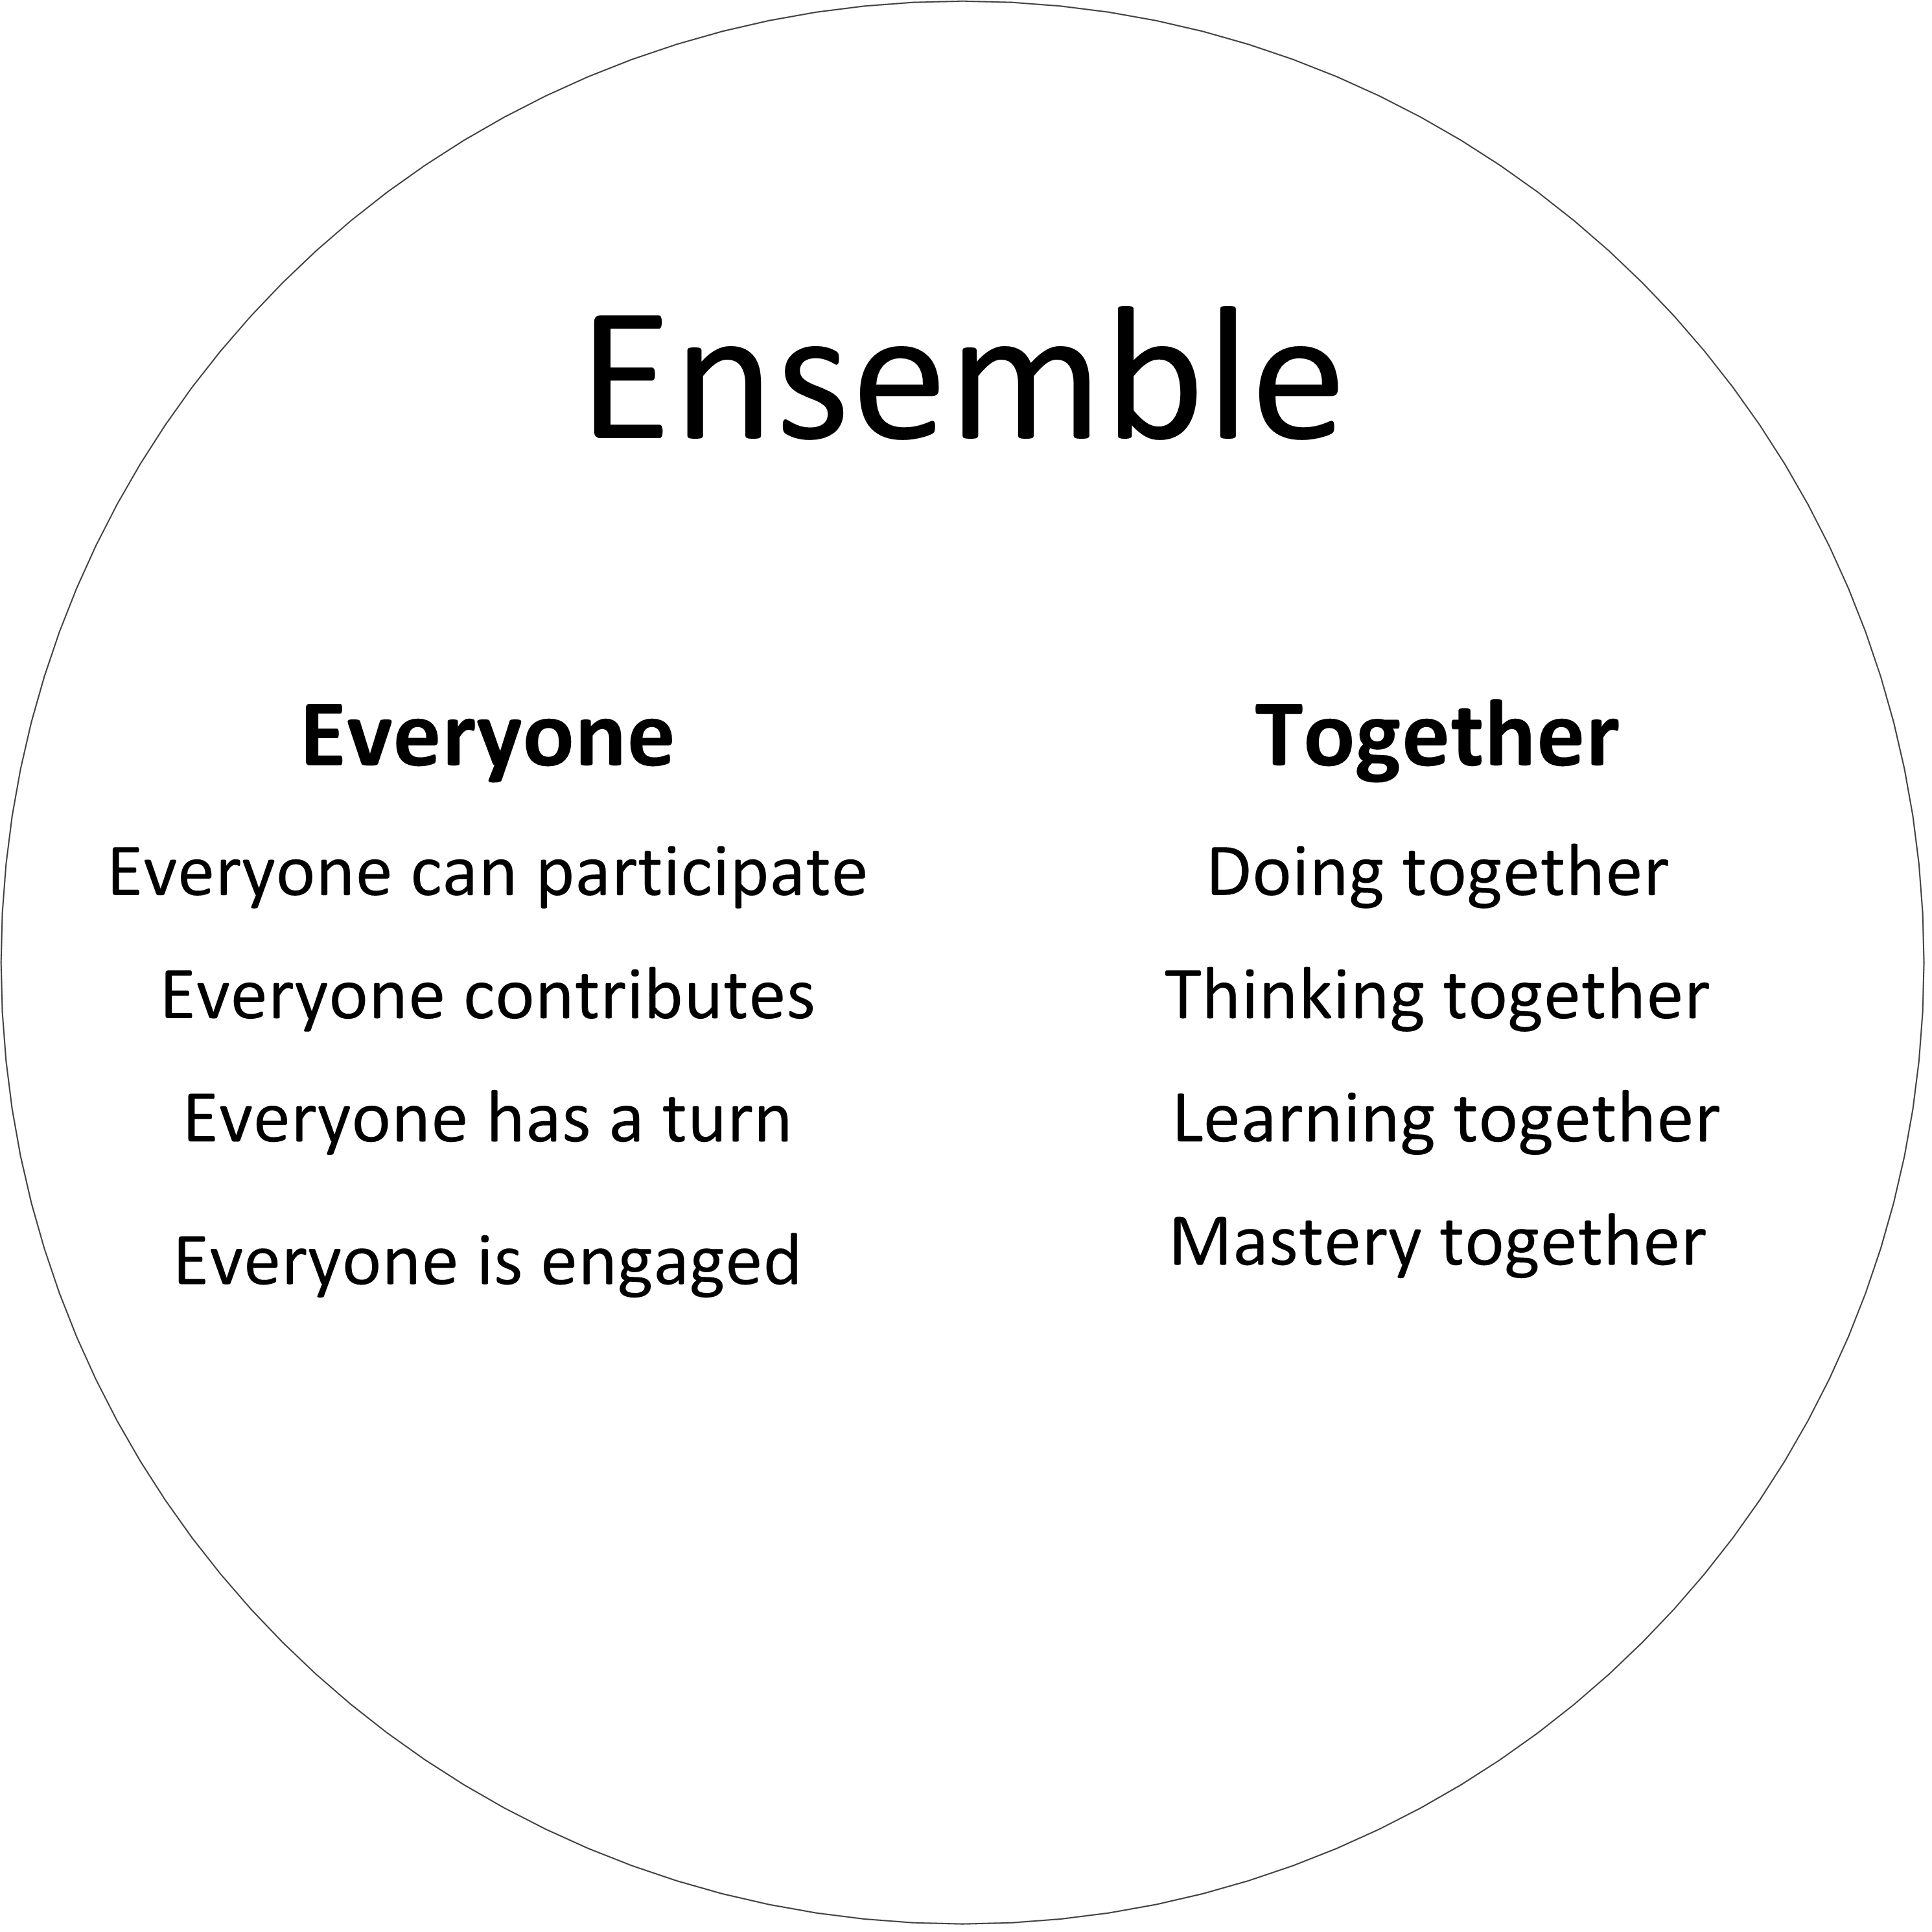 Ensemble
Everyone
Everyone can participate
Everyone contributes
Everyone has a turn
Everyone is engaged
Together
Doing together
Thinking together
Learning together
Mastery together